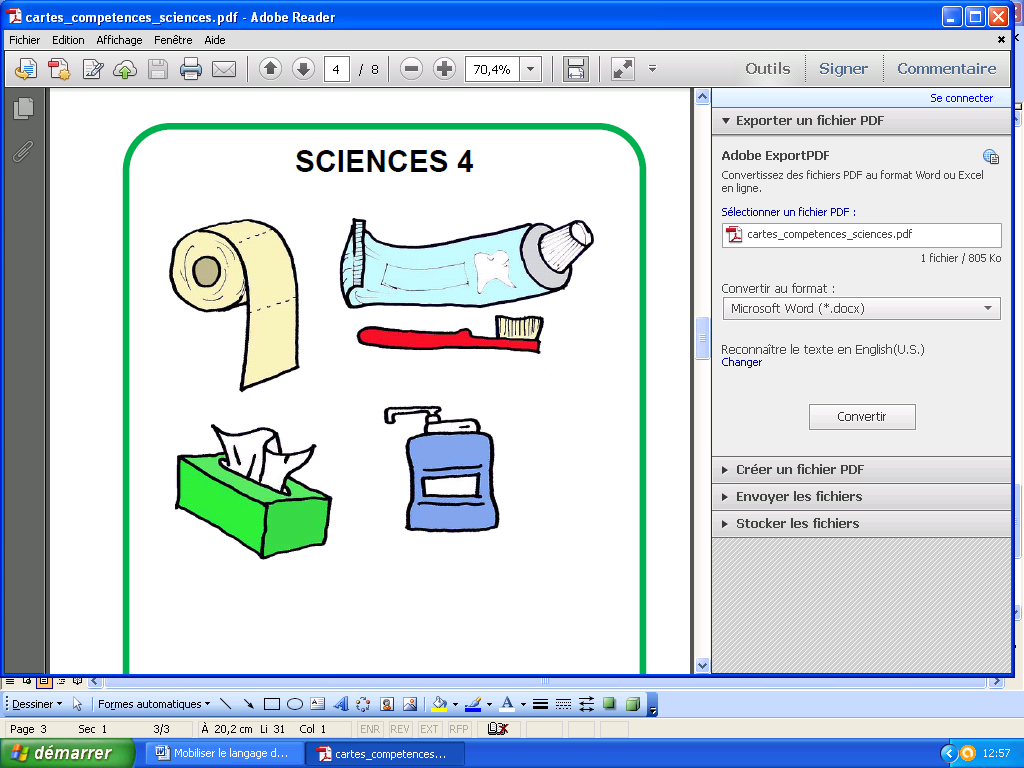 cartes_competences_sciences.pdf - Adobe Reader
Fichier Edition Affichage Fenêtre Aide
4 / 8 70,4% Outils Signer Commentaire
Se connecter
Exporter un fichier PDF
Adobe ExportPDF
Convertissez des fichiers PDF au format Word ou Excel
en ligne.
Sélectionner un fichier PDF :
cartes_competences_sciences.pdf
1 fichier / 805 Ko
Convertir au format :
Microsoft Word (*.docx)
Reconnaître le texte en English(U.S.)
Changer
Convertir
Créer un fichier PDF
Envoyer les fichiers
Stocker les fichiers
SCIENCES 4
Dessiner Formes automatiques
Page 3 Sec 1 3/3 À 20,2 cm Li 31 Col 1 ENR REV EXT RFP
démarrer Mobiliser le langage d... cartes_competences... 12:57